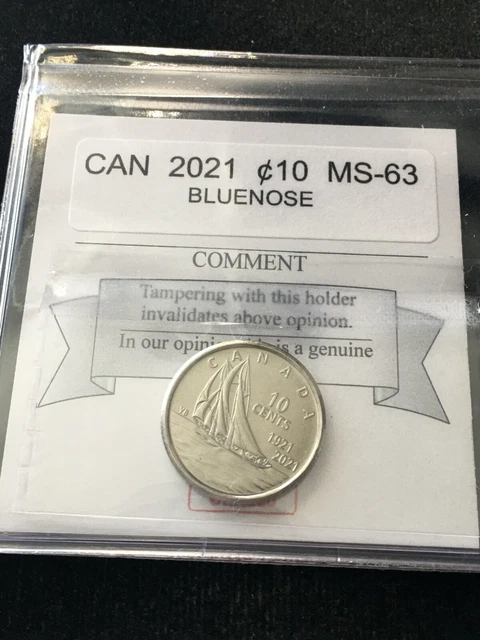 CAN 2021 ¢10 MS-63
BLUENOSE
COMMENT
Tampering with this holder
invalidates above opinion.
In our opini is a genuine
CANADA
10
CENTS
1921
2021